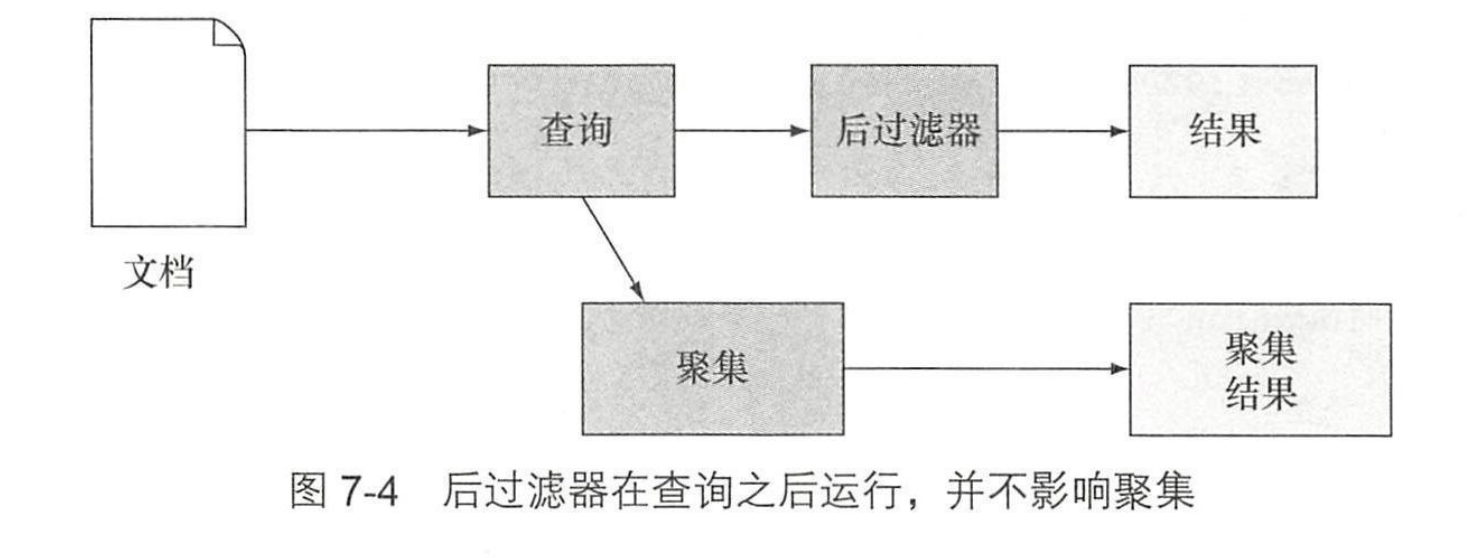 查询
后过滤器
结果
文档
聚集
聚集
结果
图 7-4 后过滤器在查询之后运行，并不影响聚集